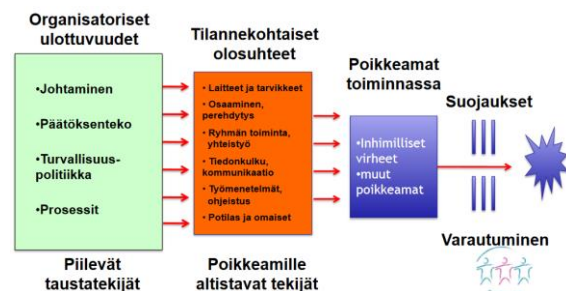 Organisatoriset
ulottuvuudet
•Johtaminen
•Päätöksenteko
•Turvallisuus-
politiikka
•Prosessit
Piilevät
taustatekijät
Tilannekohtaiset
olosuhteet
• Laitteet ja tarvikkeet
• Osaaminen,
perehdytys
• Ryhmän toiminta,
yhteistyö
• Tiedonkulku,
kommunikaatio
• Työmenetelmät,
ohjeistus
• Potilas ja omaiset
Poikkeamille
altistavat tekijät
Poikkeamat
toiminnassa
•Inhimilliset
virheet
•muut
poikkeamat
Suojaukset
Varautuminen